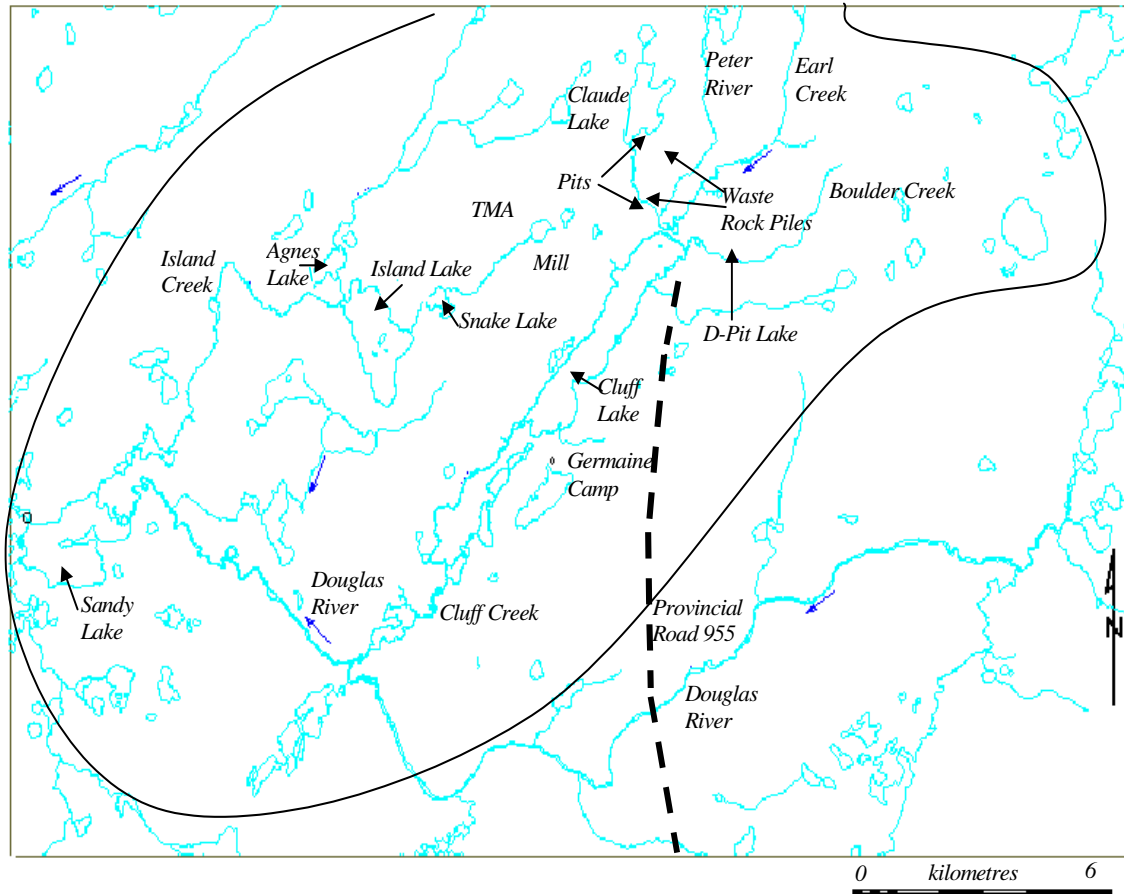 Peter
River
Earl
Creek
Claude
Lake
Pits
Waste
Rock Piles
Boulder Creek
TMA
Island
Creek
Agnes
Lake
Island Lake
Mill
Snake Lake
D-Pit Lake
Cluff
Lake
Germaine
Camp
Sandy
Lake
Douglas
River
Cluff Creek
Provincial
Road 955
Douglas
River
N
0 kilometres 6